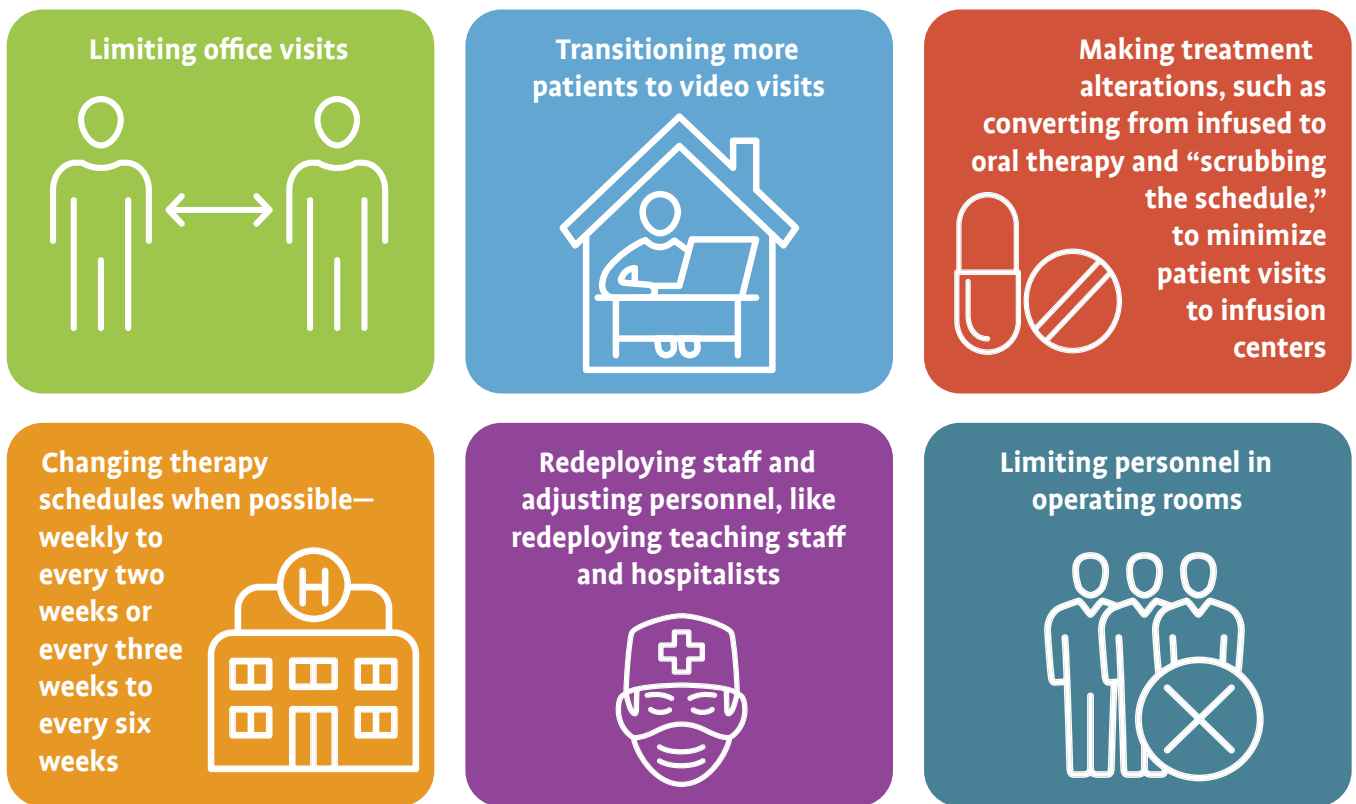 Limiting office visits
Transitioning more
patients to video visits
Making treatment
alterations, such as
converting from infused to
oral therapy and “scrubbing
the schedule,”
to minimize
patient visits
to infusion
centers
Changing therapy
schedules when possible—
weekly to
every two
weeks or
every three
weeks to
every six
weeks
H
Redeploying staff and
adjusting personnel, like
redeploying teaching staff
and hospitalists
Limiting personnel in
operating rooms